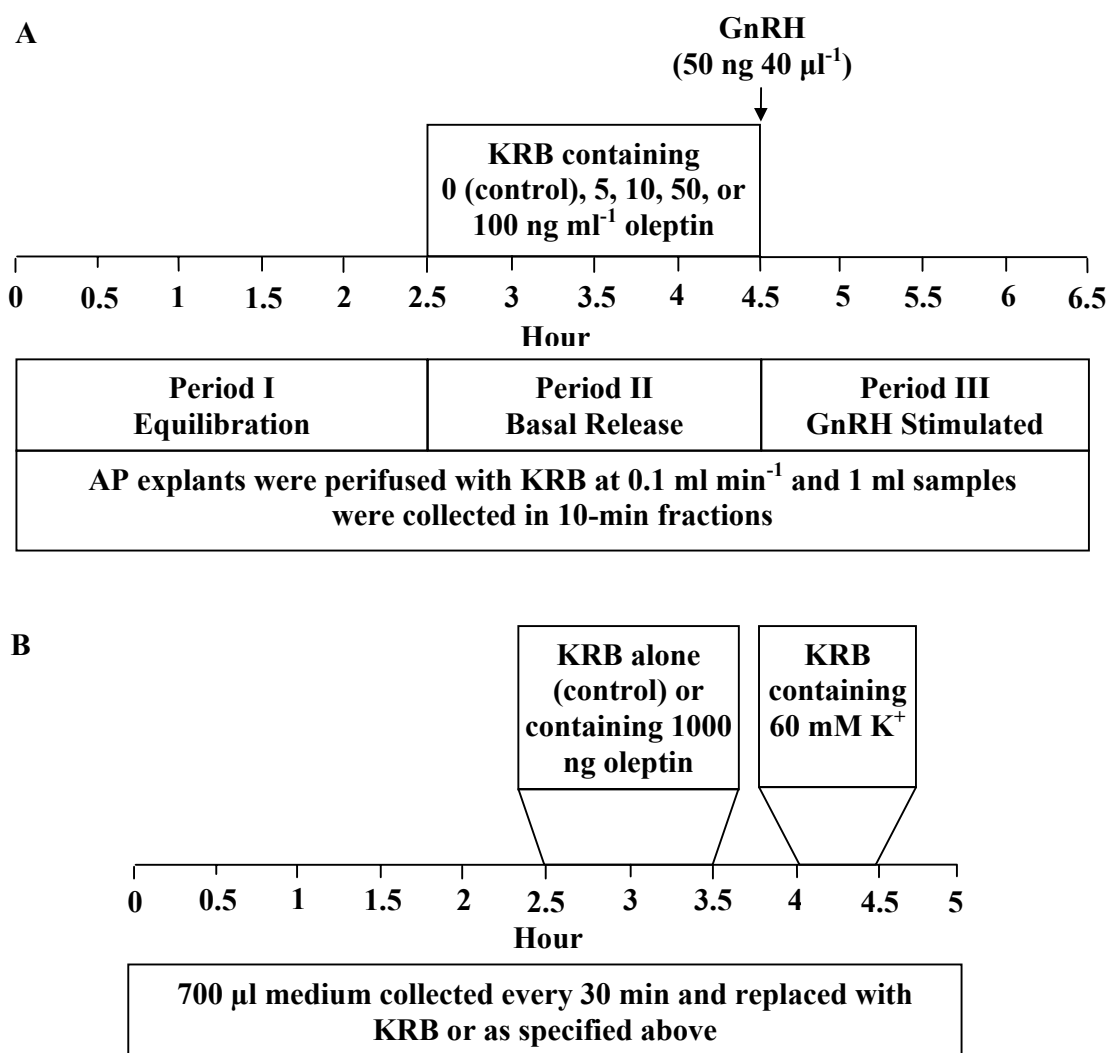 A
GnRH
(50 ng 40 µl⁻¹)
KRB containing
0 (control), 5, 10, 50, or
100 ng ml⁻¹ oleptin
0 0.5 1 1.5 2 2.5 3 3.5 4 4.5 5 5.5 6 6.5
Hour
Period I
Equilibration
Period II
Basal Release
Period III
GnRH Stimulated
AP explants were perifused with KRB at 0.1 ml min⁻¹ and 1 ml samples
were collected in 10-min fractions
B
KRB alone
(control) or
containing 1000
ng oleptin
KRB
containing
60 mM K⁺
0 0.5 1 1.5 2 2.5 3 3.5 4 4.5 5
Hour
700 µl medium collected every 30 min and replaced with
KRB or as specified above